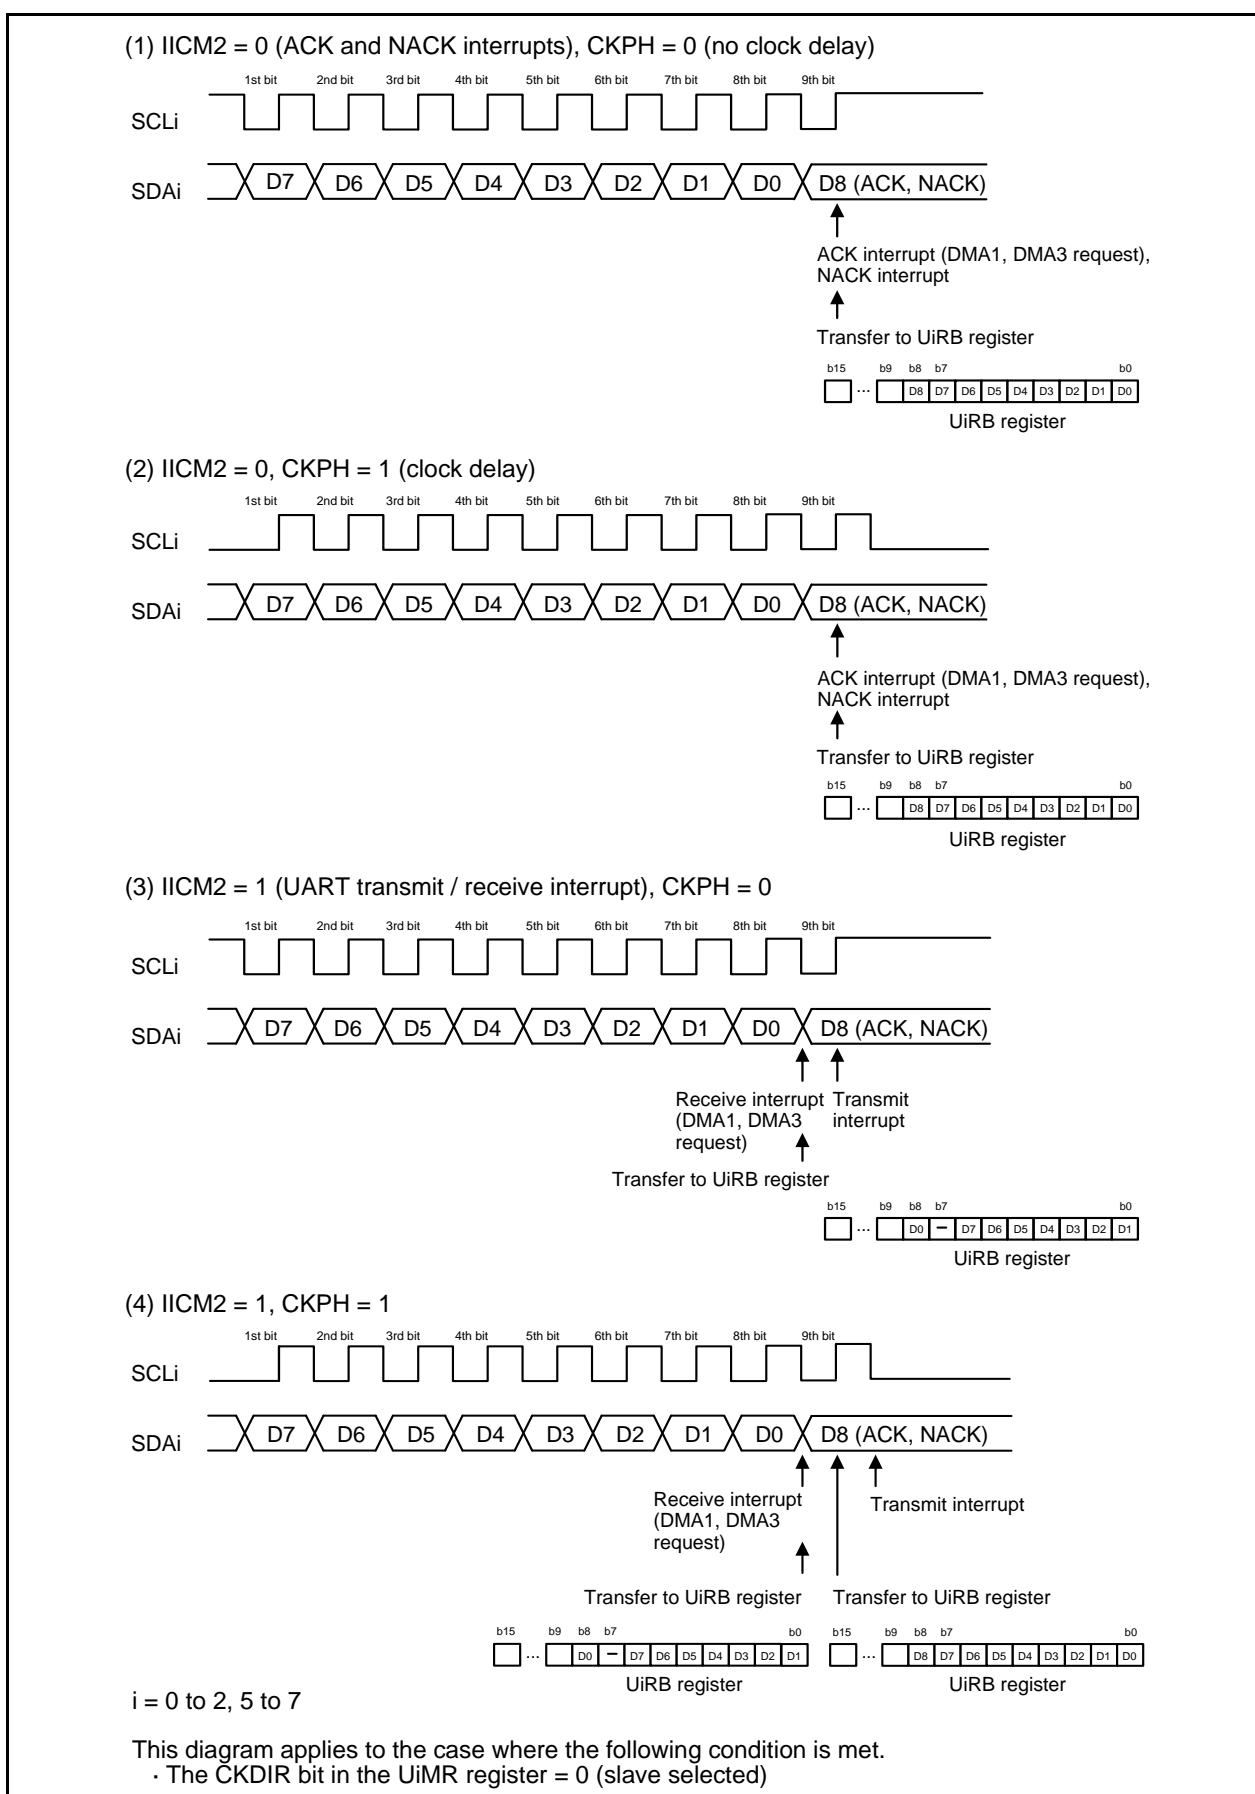 (1) IICM2 = 0 (ACK and NACK interrupts), CKPH = 0 (no clock delay)
1st bit 2nd bit 3rd bit 4th bit 5th bit 6th bit 7th bit 8th bit 9th bit
SCLi
SDAi D7 D6 D5 D4 D3 D2 D1 D0 D8 (ACK, NACK)
ACK interrupt (DMA1, DMA3 request),
NACK interrupt
Transfer to UiRB register
b15 b9 b8 b7 b0
... D8 D7 D6 D5 D4 D3 D2 D1 D0
UiRB register
(2) IICM2 = 0, CKPH = 1 (clock delay)
1st bit 2nd bit 3rd bit 4th bit 5th bit 6th bit 7th bit 8th bit 9th bit
SCLi
SDAi D7 D6 D5 D4 D3 D2 D1 D0 D8 (ACK, NACK)
ACK interrupt (DMA1, DMA3 request),
NACK interrupt
Transfer to UiRB register
b15 b9 b8 b7 b0
... D8 D7 D6 D5 D4 D3 D2 D1 D0
UiRB register
(3) IICM2 = 1 (UART transmit / receive interrupt), CKPH = 0
1st bit 2nd bit 3rd bit 4th bit 5th bit 6th bit 7th bit 8th bit 9th bit
SCLi
SDAi D7 D6 D5 D4 D3 D2 D1 D0 D8 (ACK, NACK)
Receive interrupt Transmit
(DMA1, DMA3 interrupt
request)
Transfer to UiRB register
b15 b9 b8 b7 b0
... D0 – D7 D6 D5 D4 D3 D2 D1
UiRB register
(4) IICM2 = 1, CKPH = 1
1st bit 2nd bit 3rd bit 4th bit 5th bit 6th bit 7th bit 8th bit 9th bit
SCLi
SDAi D7 D6 D5 D4 D3 D2 D1 D0 D8 (ACK, NACK)
Receive interrupt Transmit interrupt
(DMA1, DMA3
request)
Transfer to UiRB register Transfer to UiRB register
b15 b9 b8 b7 b0 b15 b9 b8 b7 b0
... D0 – D7 D6 D5 D4 D3 D2 D1 ... D8 D7 D6 D5 D4 D3 D2 D1 D0
UiRB register UiRB register
i = 0 to 2, 5 to 7
This diagram applies to the case where the following condition is met.
· The CKDIR bit in the UiMR register = 0 (slave selected)